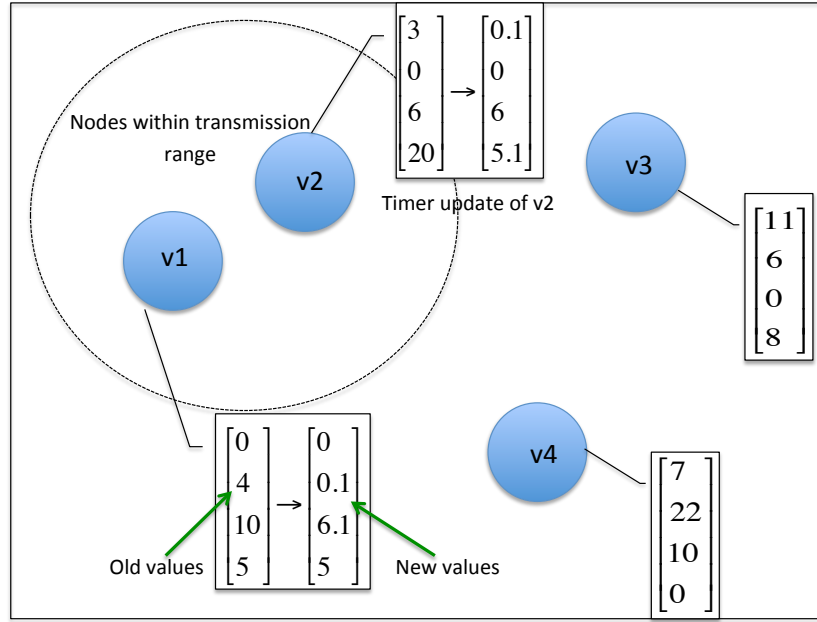 3 0.1
0 0
6 → 6
20 5.1
Nodes within transmission
range
v2
v3
Timer update of v2
v1
11
6
0
8
0 0
4 0.1
→
10 6.1
5 5
v4
7
22
10
0
Old values
New values